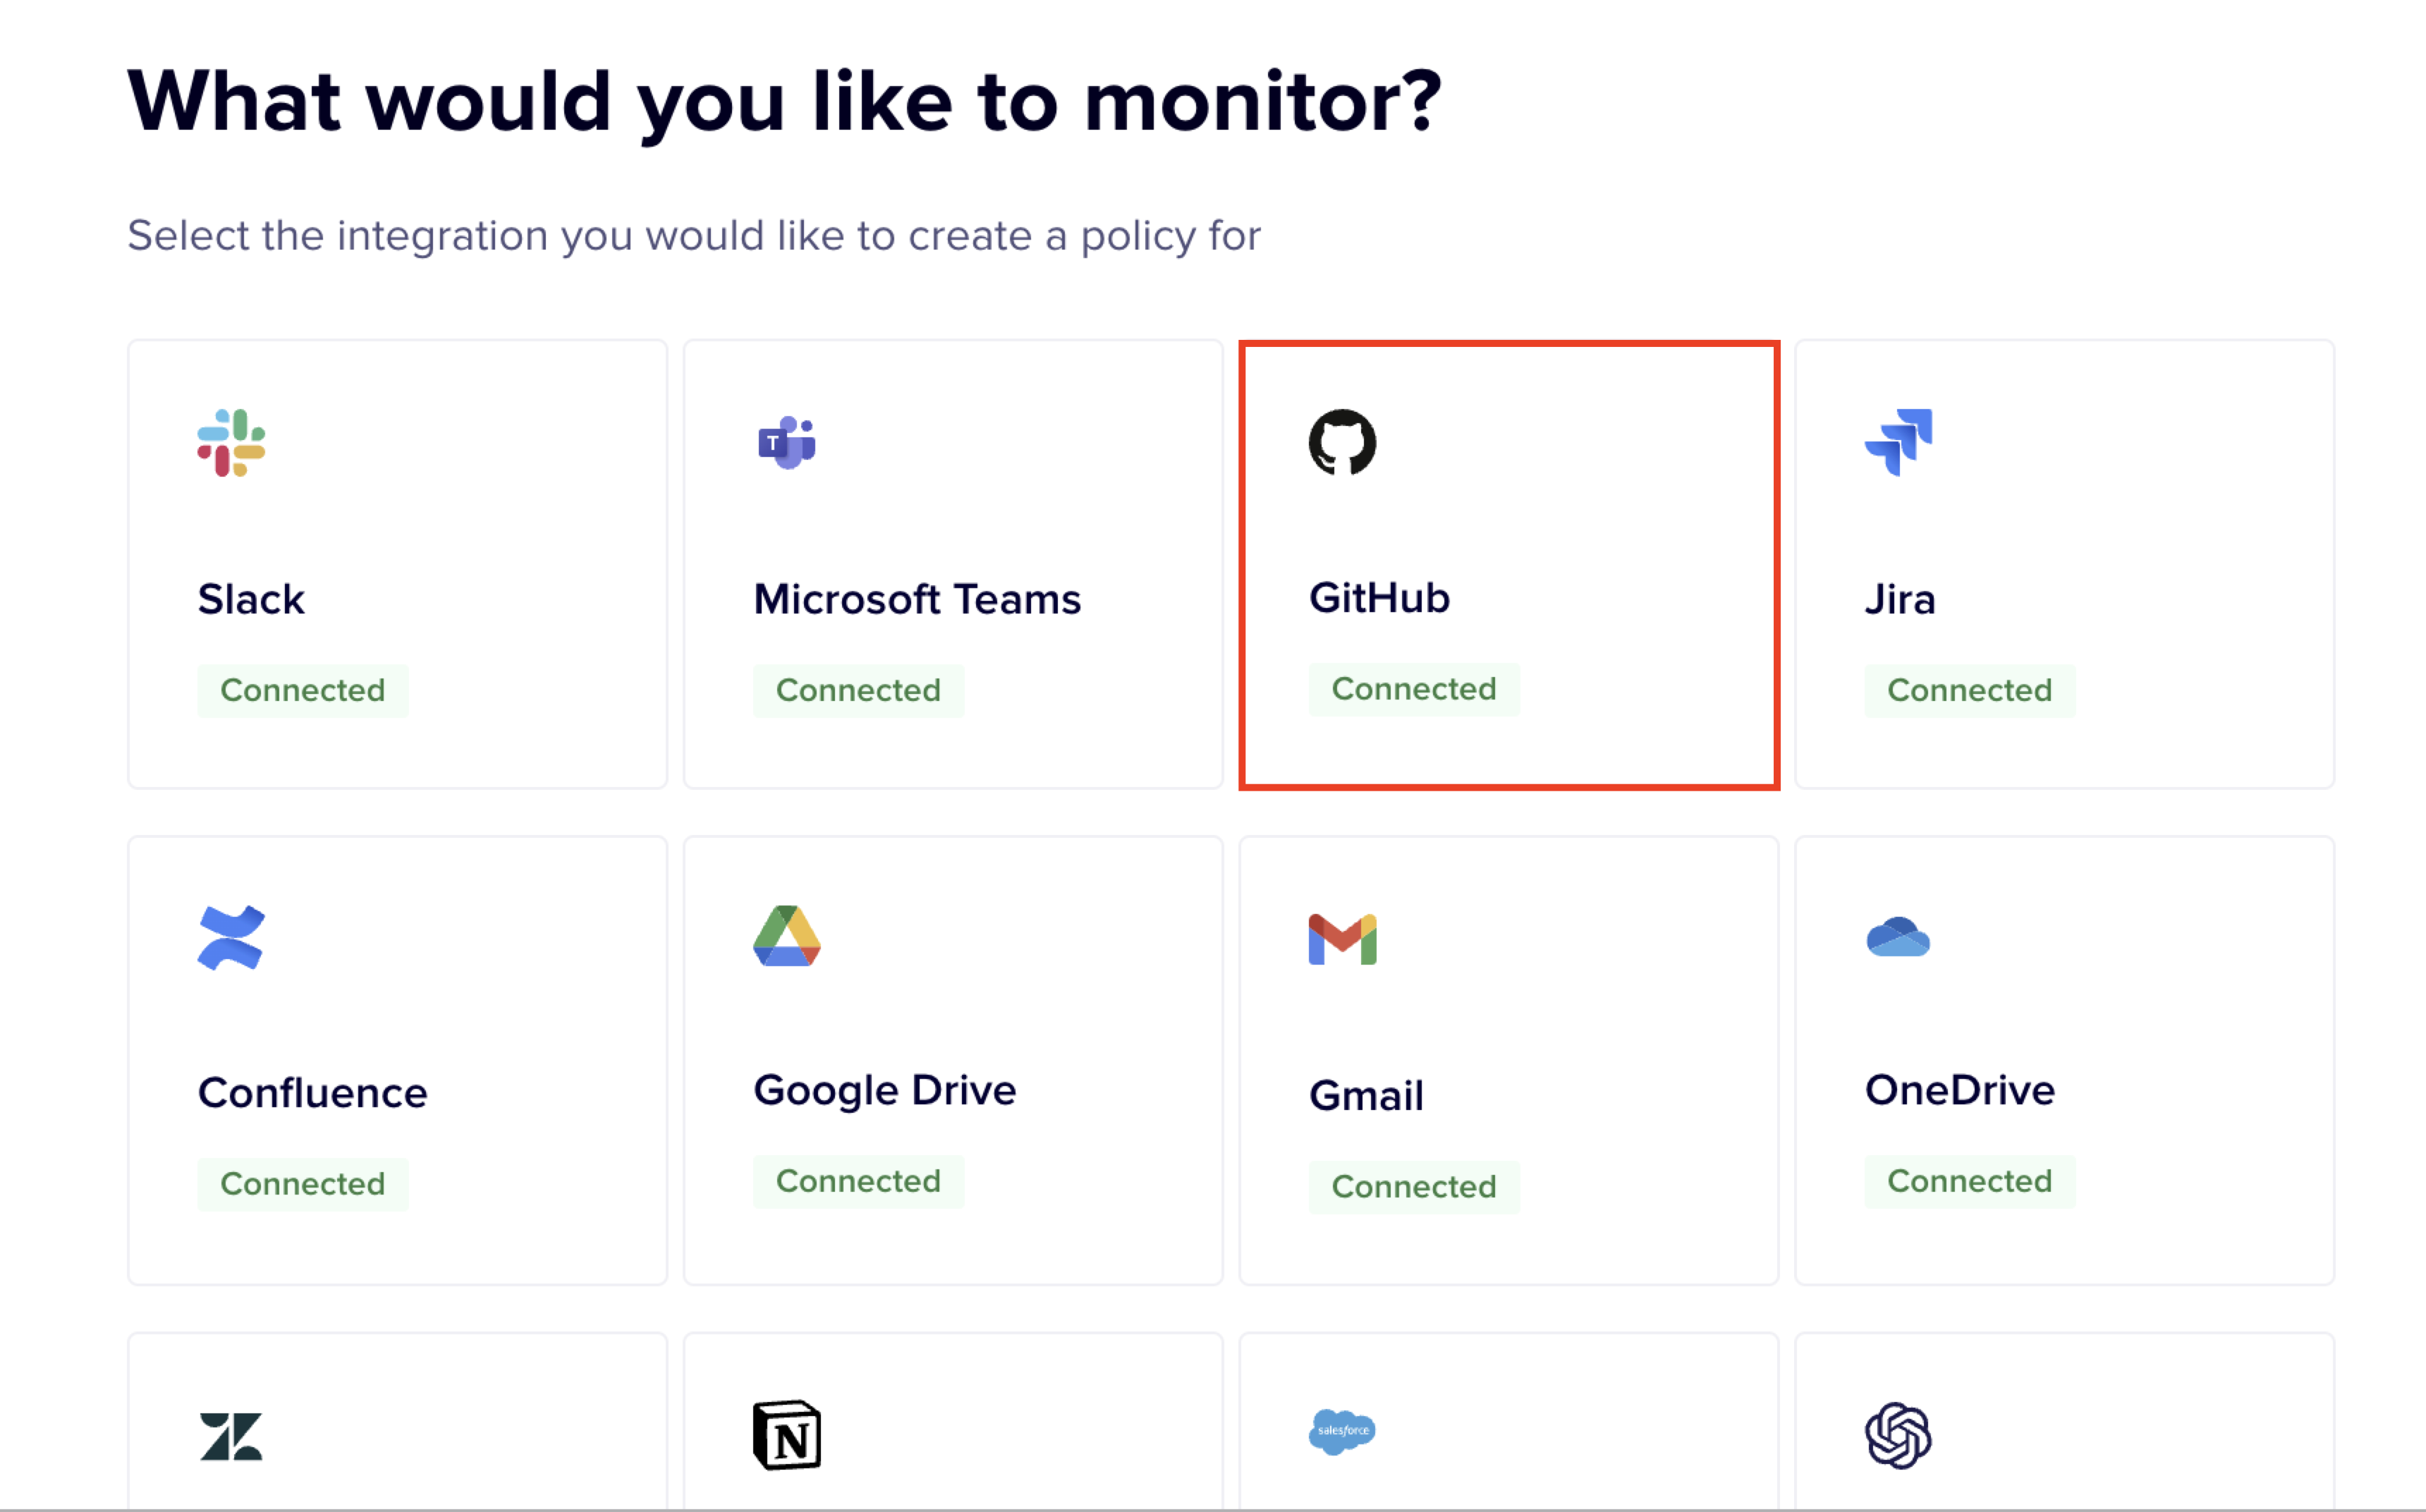 What would you like to monitor?
Select the integration you would like to create a policy for
T
Slack
Microsoft Teams
GitHub
Jira
Connected
Connected
Connected
Connected
Confluence
Google Drive
Gmail
OneDrive
Connected
Connected
Connected
Connected
N
salesforce